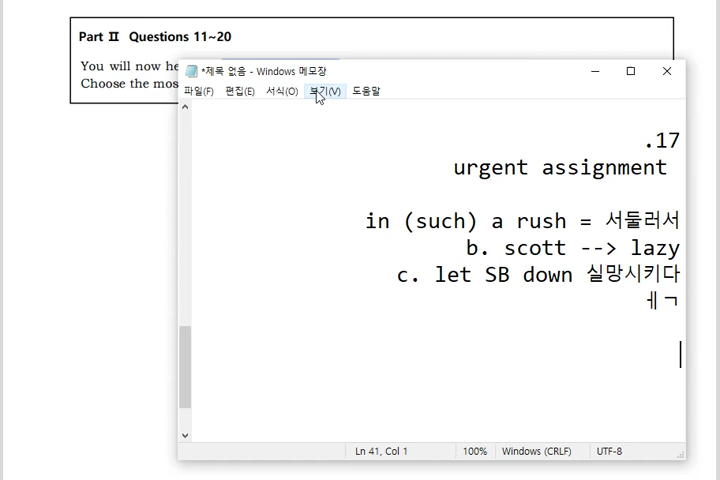 Part Ⅱ Questions 11~20
You will now he
Choose the mos
*제목 없음 - Windows 메모장
파일(F) 편집(E) 서식(O) 보기(V) 도움말
.17
urgent assignment
in (such) a rush = 서둘러서
b. scott --> lazy
c. let SB down 실망시키다
ㅔㄱ
Ln 41, Col 1 100% Windows (CRLF) UTF-8